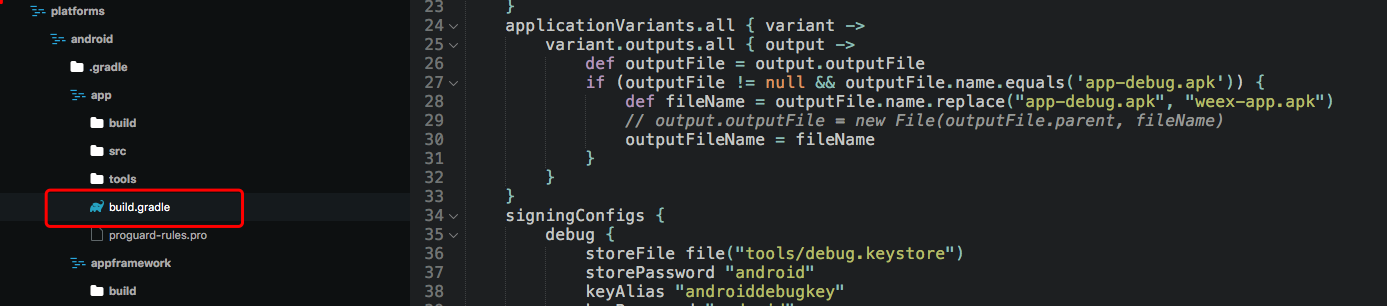 platforms
android
.gradle
app
build
src
tools
build.gradle
proguard-rules.pro
appframework
build
23 }
24 applicationVariants.all { variant ->
25 variant.outputs.all { output ->
26 def outputFile = output.outputFile
27 if (outputFile != null && outputFile.name.equals('app-debug.apk')) {
28 def fileName = outputFile.name.replace("app-debug.apk", "weex-app.apk")
29 // output.outputFile = new File(outputFile.parent, fileName)
30 outputFileName = fileName
31 }
32 }
33 }
34 signingConfigs {
35 debug {
36 storeFile file("tools/debug.keystore")
37 storePassword "android"
38 keyAlias "androiddebugkey"